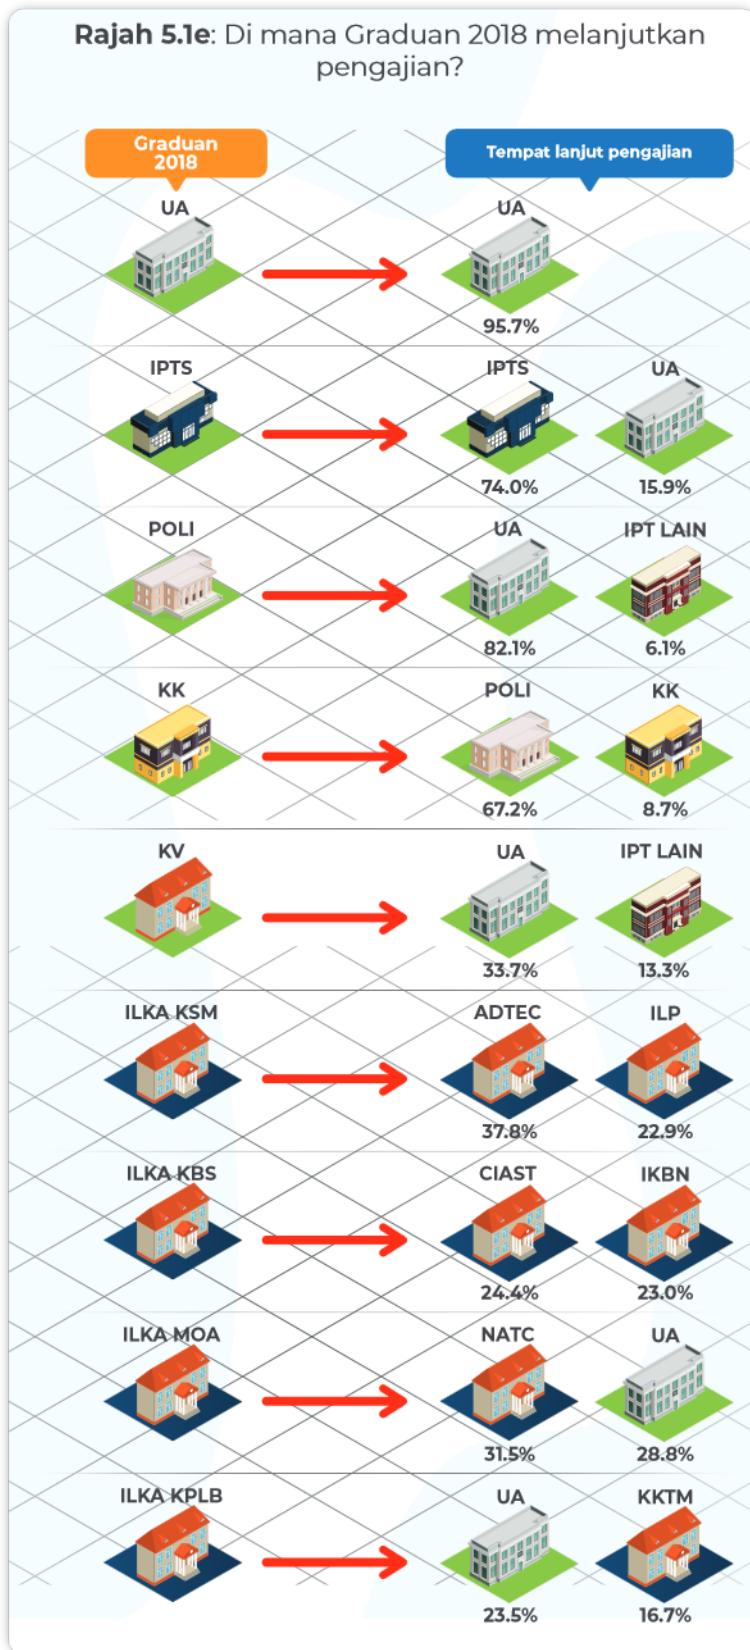 Rajah 5.1e: Di mana Graduan 2018 melanjutkan
pengajian?
Graduan
2018
Tempat lanjut pengajian
UA
UA
95.7%
IPTS
IPTS
UA
74.0%
15.9%
POLI
UA
IPT LAIN
82.1%
6.1%
KK
POLI
KK
67.2%
8.7%
KV
UA
IPT LAIN
33.7%
13.3%
ILKA KSM
ADTEC
ILP
37.8%
22.9%
ILKA KBS
CIAST
IKBN
24.4%
23.0%
ILKA MOA
NATC
UA
31.5%
28.8%
ILKA KPLB
UA
KKTM
23.5%
16.7%